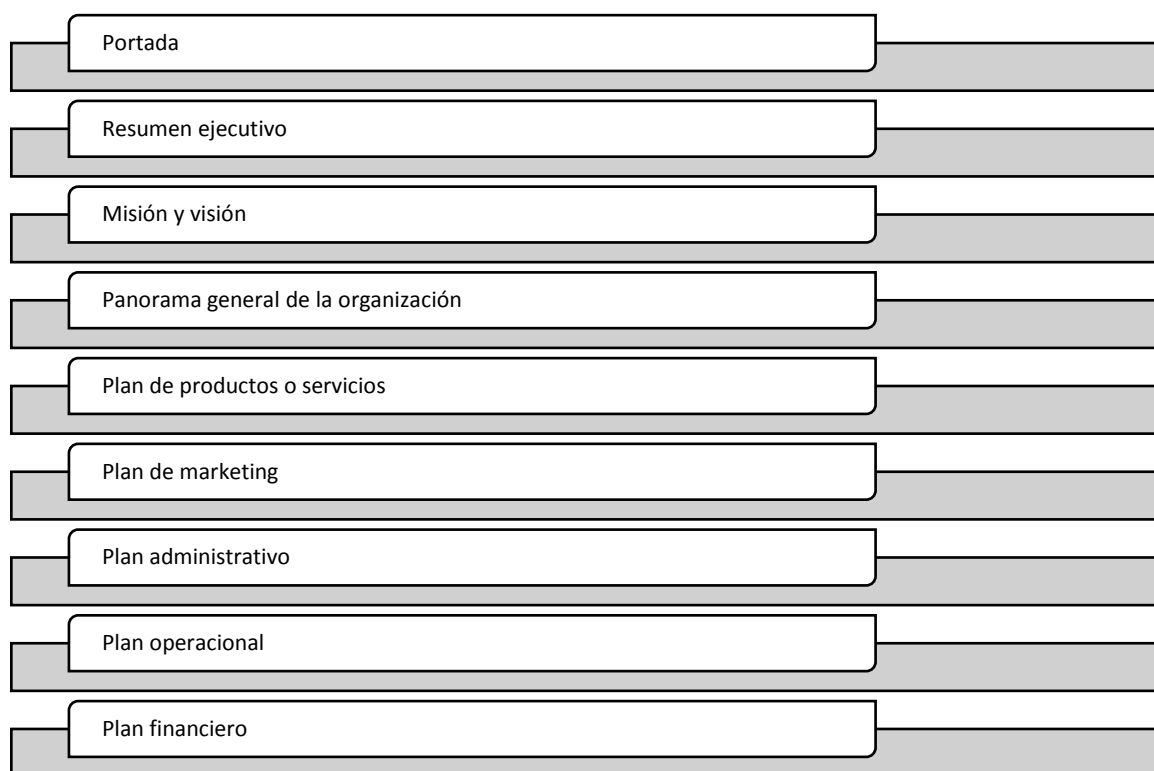 Portada
Resumen ejecutivo
Misión y visión
Panorama general de la organización
Plan de productos o servicios
Plan de marketing
Plan administrativo
Plan operacional
Plan financiero